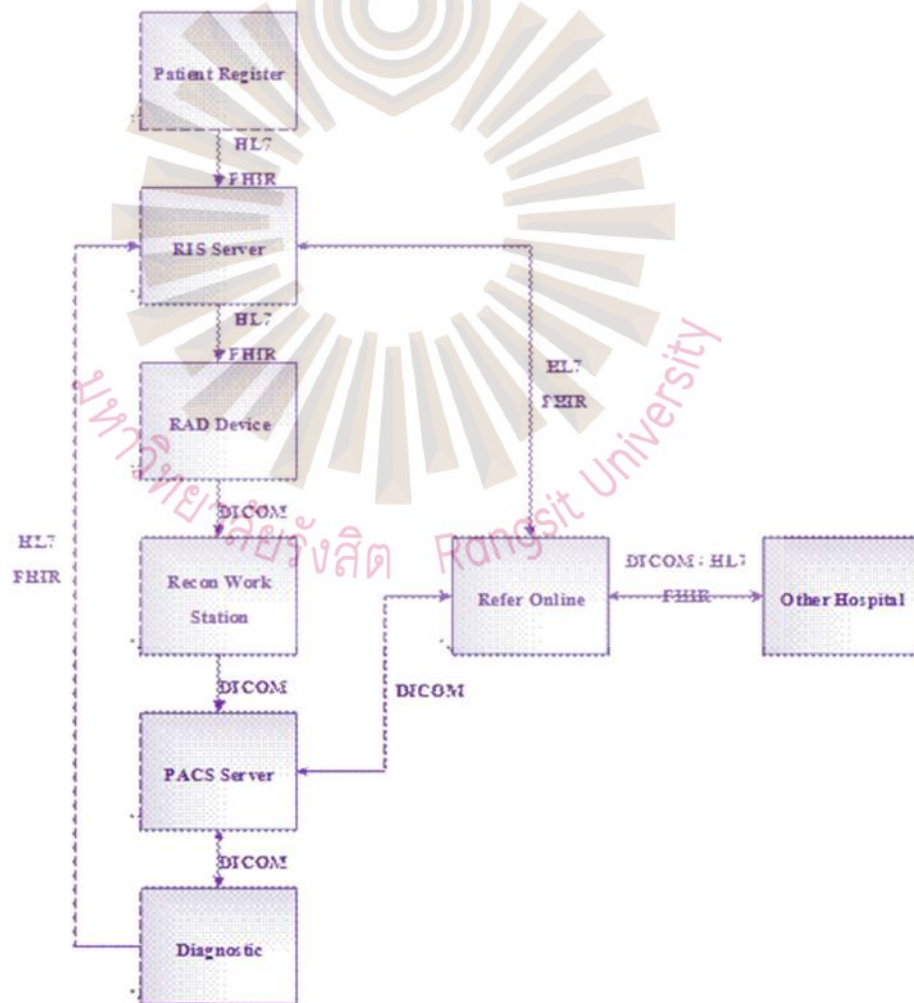 Patient Register
HL7
FHIR
RIS Server
HL7
FHIR
HL7
FHIR
RAD Device
มหาวิทยาลัยรังสิต Rangsit University
DICOM
HL7
FHIR
Recon Work
Station
Refer Online
DICOM / HL7
FHIR
Other Hospital
DICOM
DICOM
PACS Server
DICOM
Diagnostic